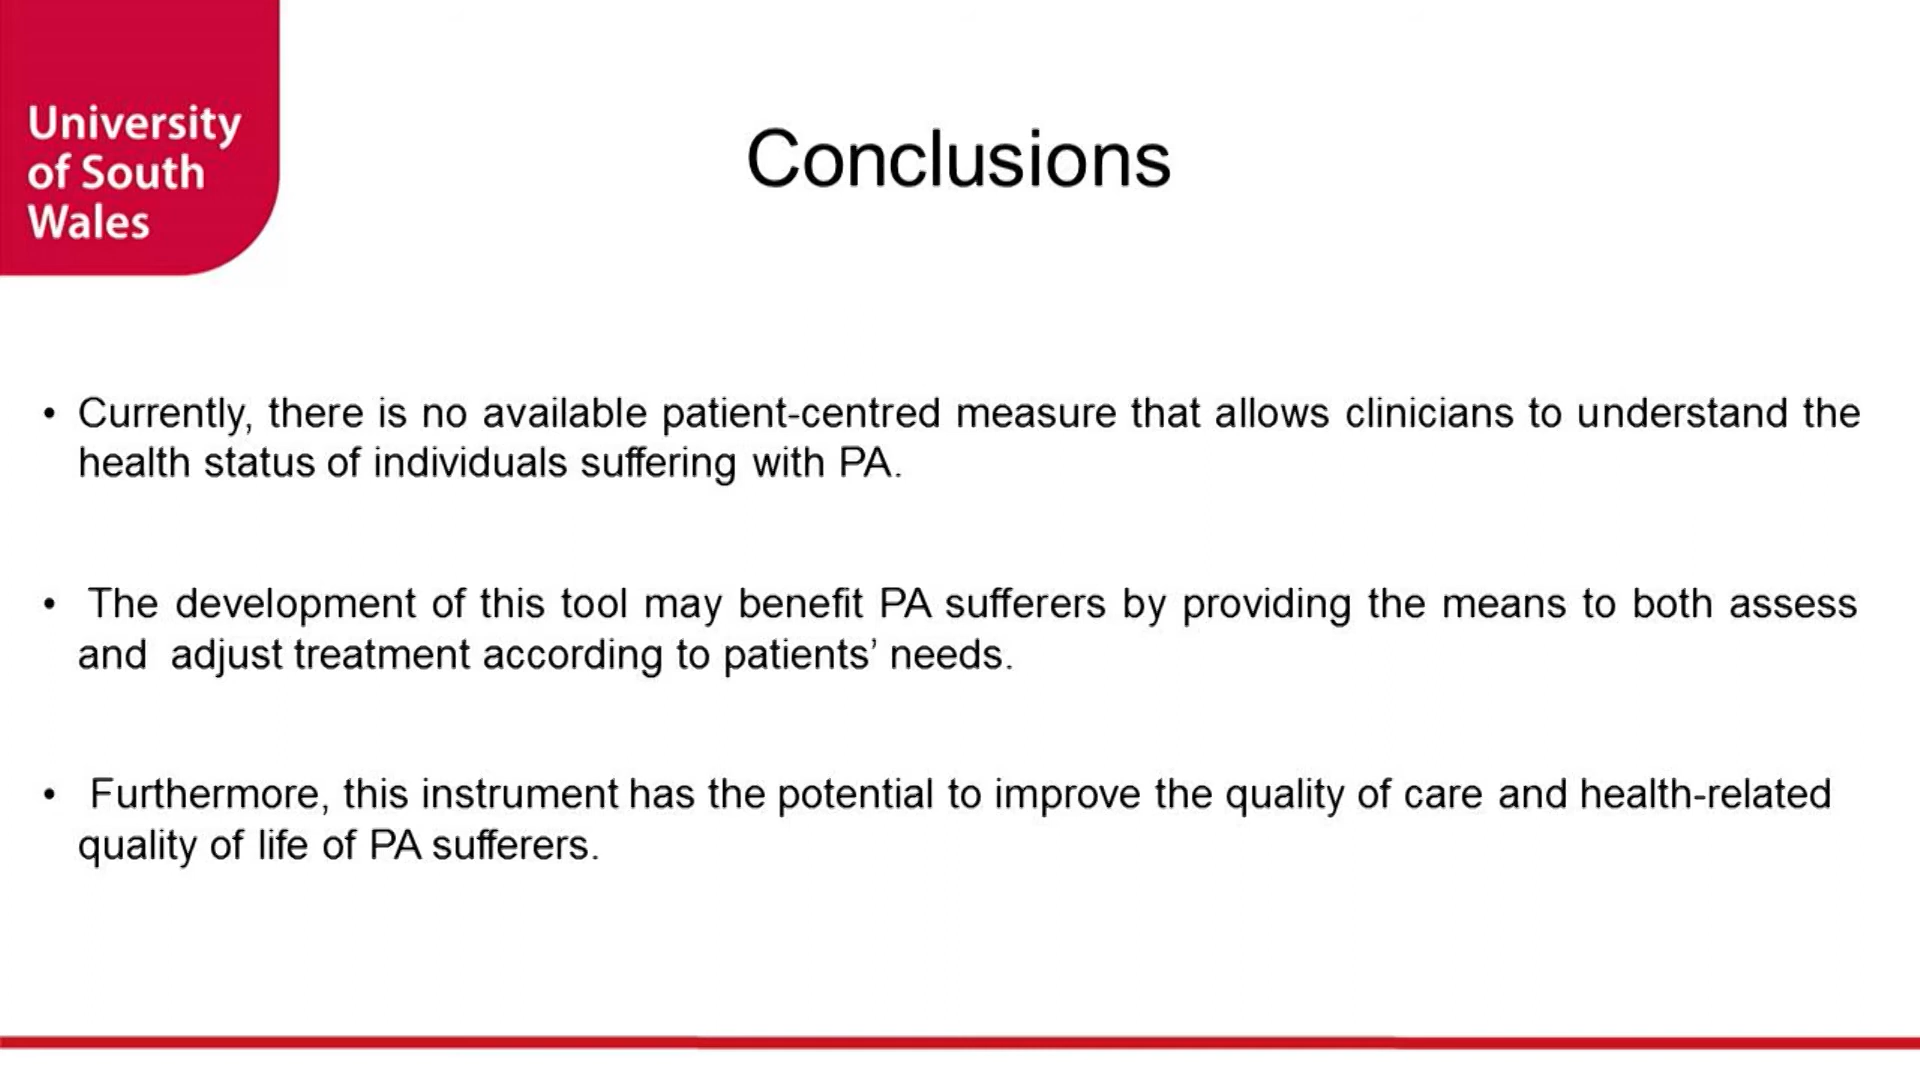 University
of South
Wales
Conclusions
• Currently, there is no available patient-centred measure that allows clinicians to understand the
health status of individuals suffering with PA.
• The development of this tool may benefit PA sufferers by providing the means to both assess
and adjust treatment according to patients’ needs.
• Furthermore, this instrument has the potential to improve the quality of care and health-related
quality of life of PA sufferers.